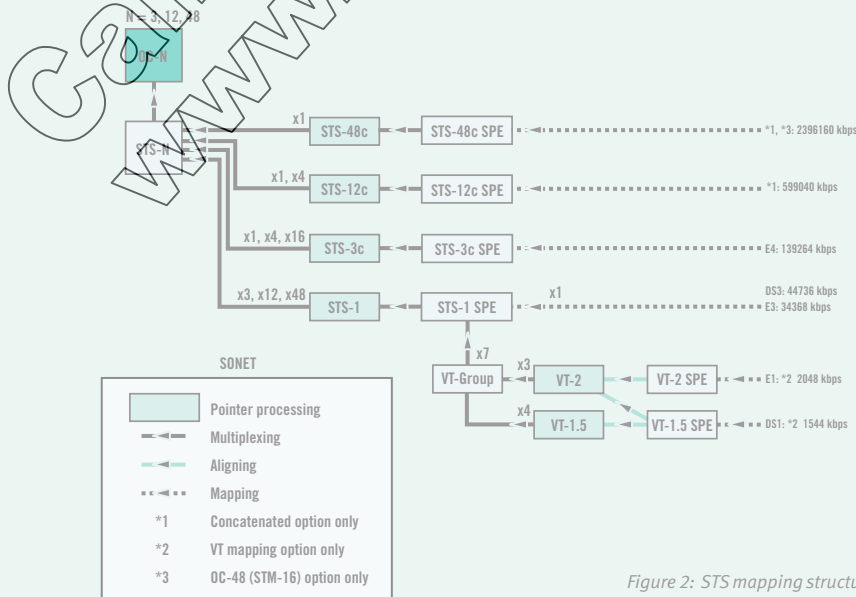 N = 3, 12, 48
OC-N
STS-N
x1
STS-48c
STS-48c SPE
*1, *3: 2396160 kbps
x1, x4
STS-12c
STS-12c SPE
*1: 599040 kbps
x1, x4, x16
STS-3c
STS-3c SPE
E4: 139264 kbps
x3, x12, x48
STS-1
STS-1 SPE
x1
DS3: 44736 kbps
E3: 34368 kbps
x7
VT-Group
x3
VT-2
VT-2 SPE
E1: *2 2048 kbps
x4
VT-1.5
VT-1.5 SPE
DS1: *2 1544 kbps
SONET
Pointer processing
Multiplexing
Aligning
Mapping
*1 Concatenated option only
*2 VT mapping option only
*3 OC-48 (STM-16) option only
Figure 2: STS mapping structu
Ca
www